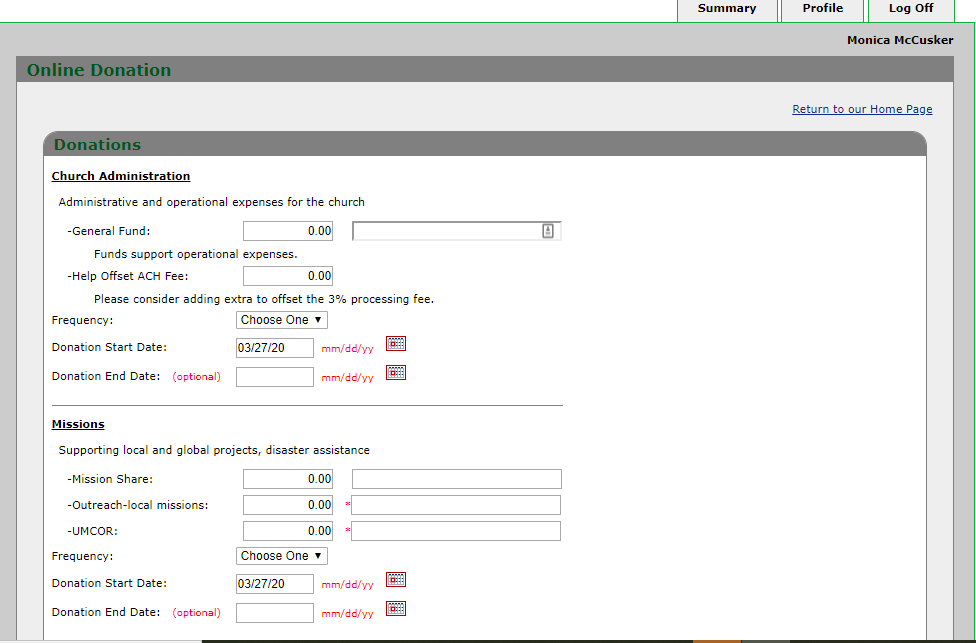 Summary Profile Log Off
Monica McCusker
Online Donation
Return to our Home Page
Donations
Church Administration
Administrative and operational expenses for the church
-General Fund: 0.00
Funds support operational expenses.
-Help Offset ACH Fee: 0.00
Please consider adding extra to offset the 3% processing fee.
Frequency: Choose One ▼
Donation Start Date: 03/27/20 mm/dd/yy
Donation End Date: (optional) mm/dd/yy
Missions
Supporting local and global projects, disaster assistance
-Mission Share: 0.00
-Outreach-local missions: 0.00 *
-UMCOR: 0.00 *
Frequency: Choose One ▼
Donation Start Date: 03/27/20 mm/dd/yy
Donation End Date: (optional) mm/dd/yy